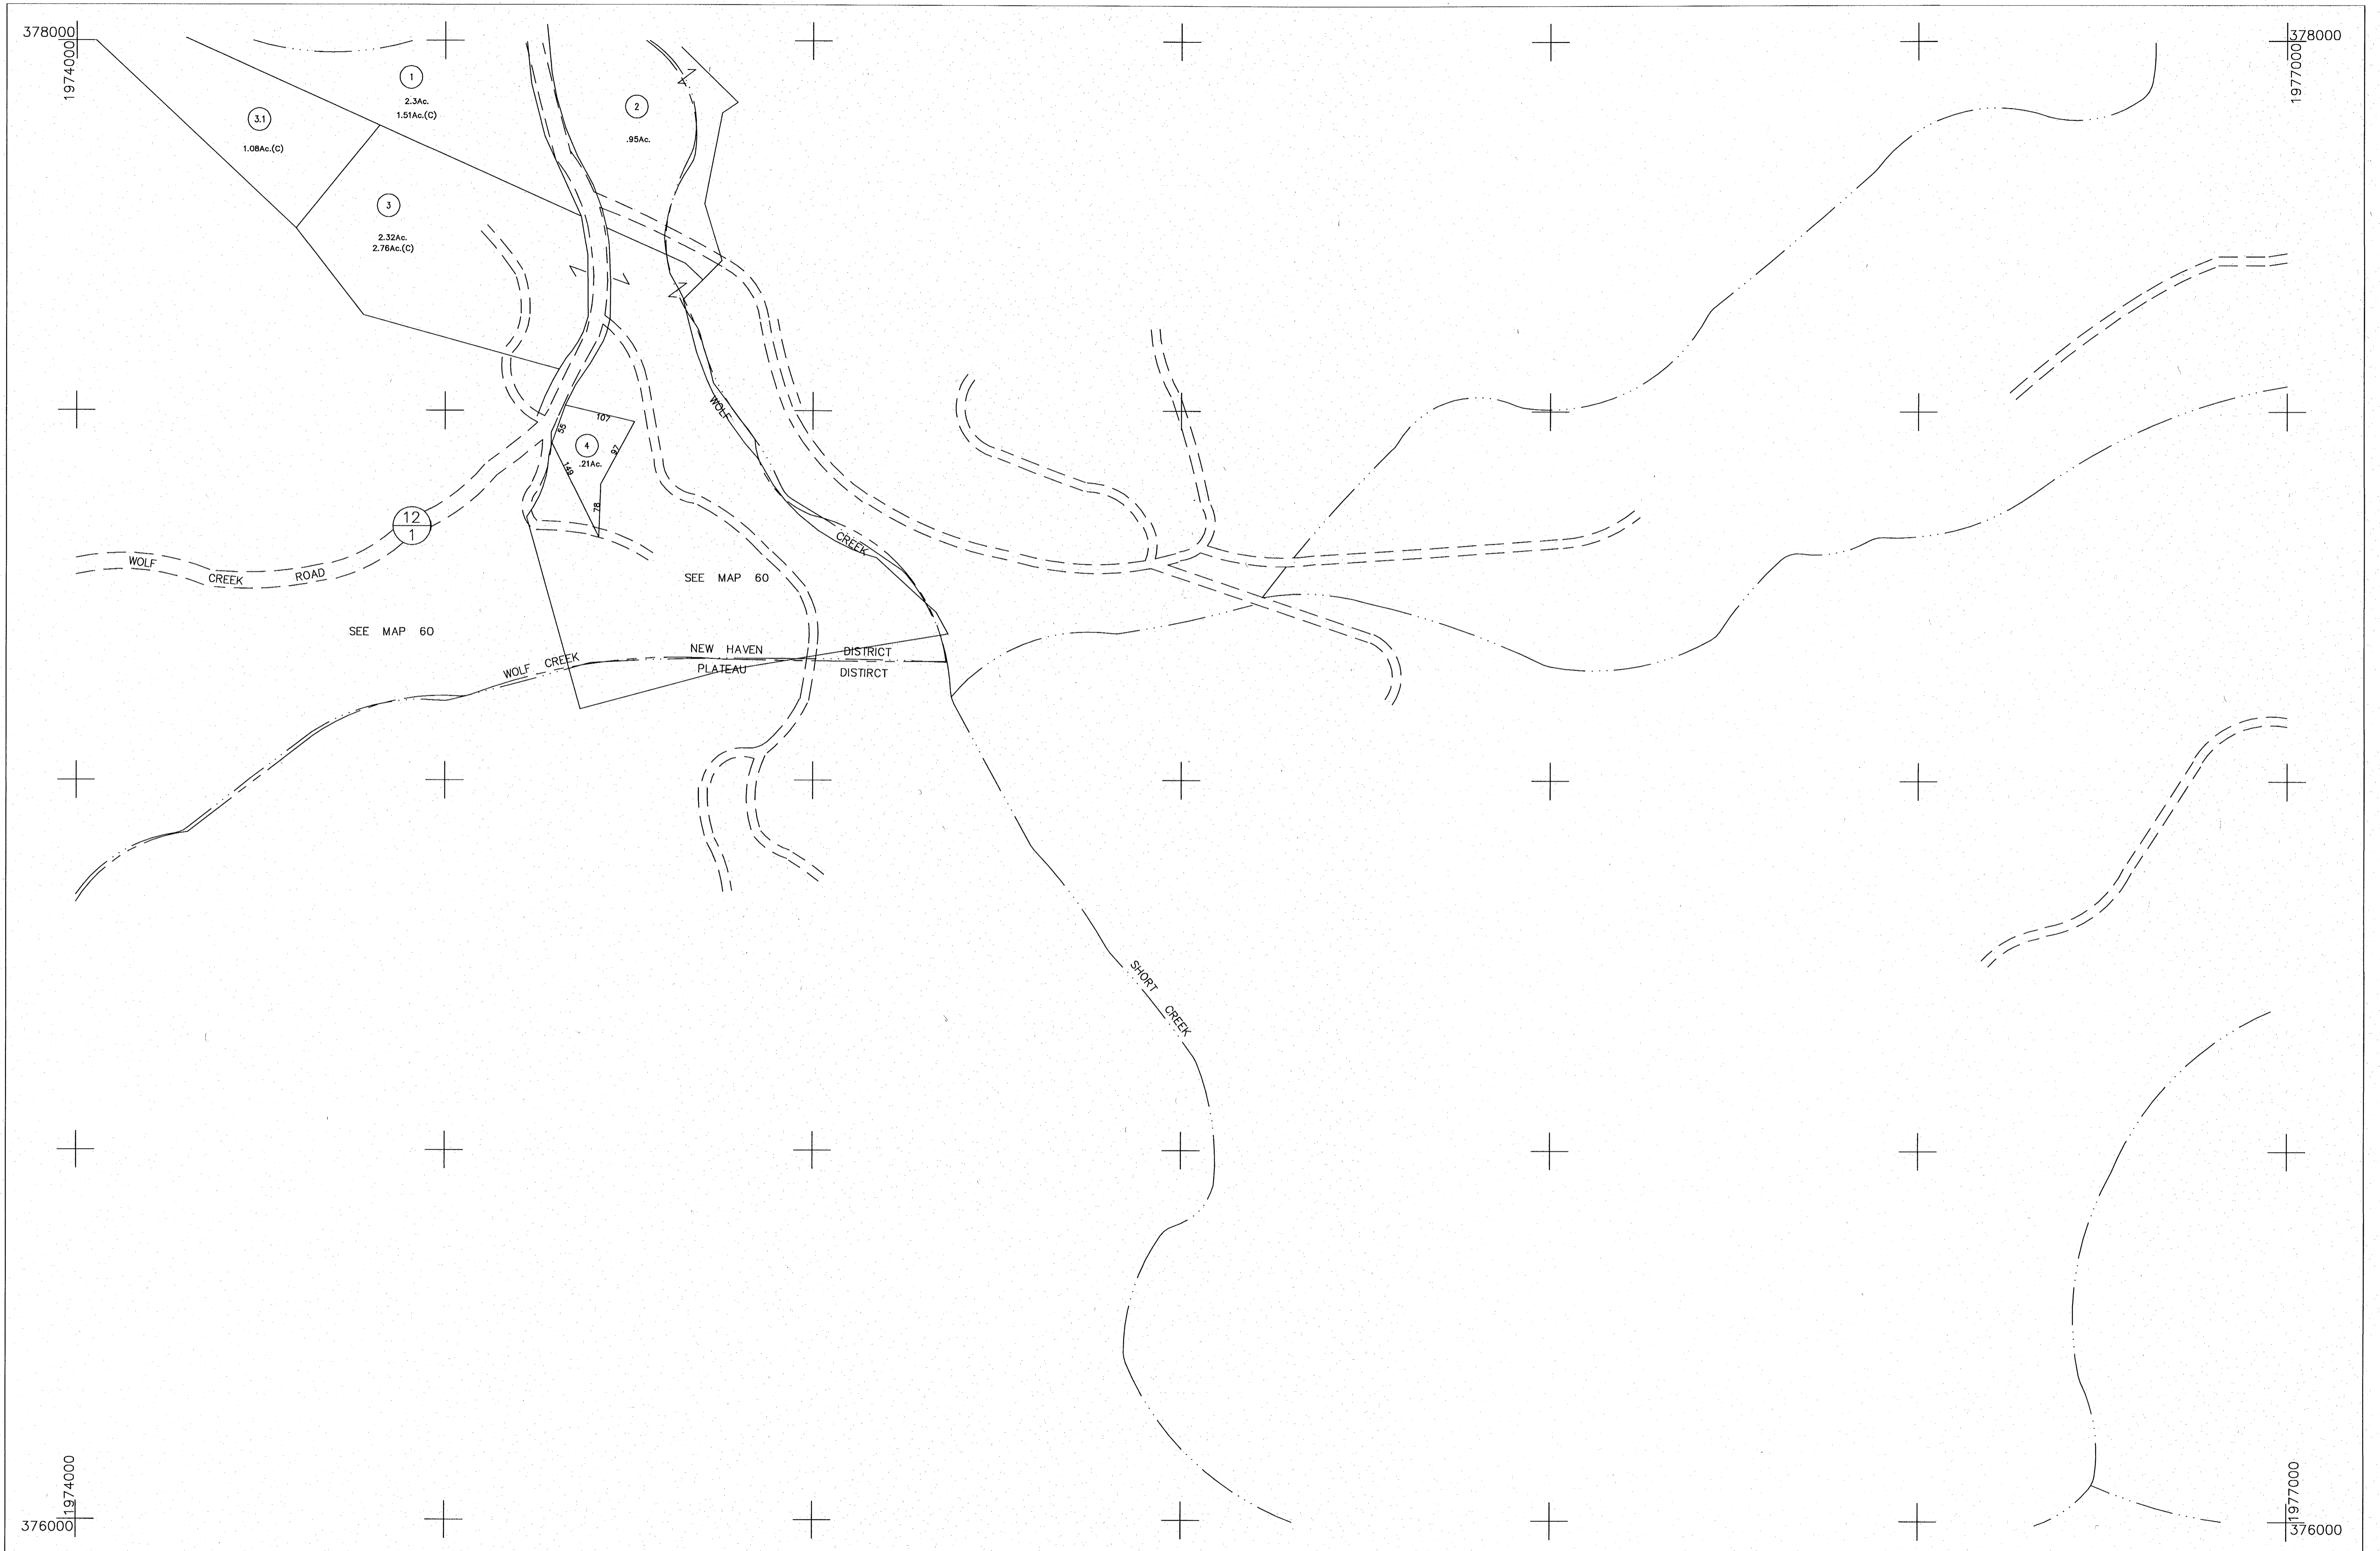 378000
1974000
378000
1977000
1
2.3Ac.
1.51Ac.(C)
2
.95Ac.
3.1
1.08Ac.(C)
3
2.32Ac.
2.76Ac.(C)
WOLF
CREEK
107
55
4
.21Ac.
97
149
78
12
1
WOLF CREEK ROAD
SEE MAP 60
SEE MAP 60
WOLF CREEK
NEW HAVEN DISTRICT
PLATEAU DISTIRCT
SHORT CREEK
1974000
376000
1977000
376000